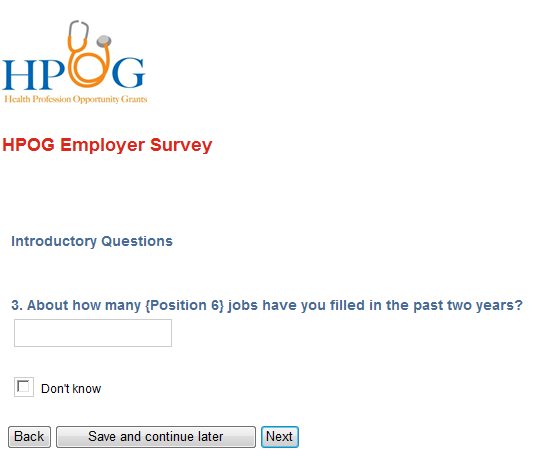 HPOG
Health Profession Opportunity Grants
HPOG Employer Survey
Introductory Questions
3. About how many {Position 6} jobs have you filled in the past two years?
Don't know
Back Save and continue later Next